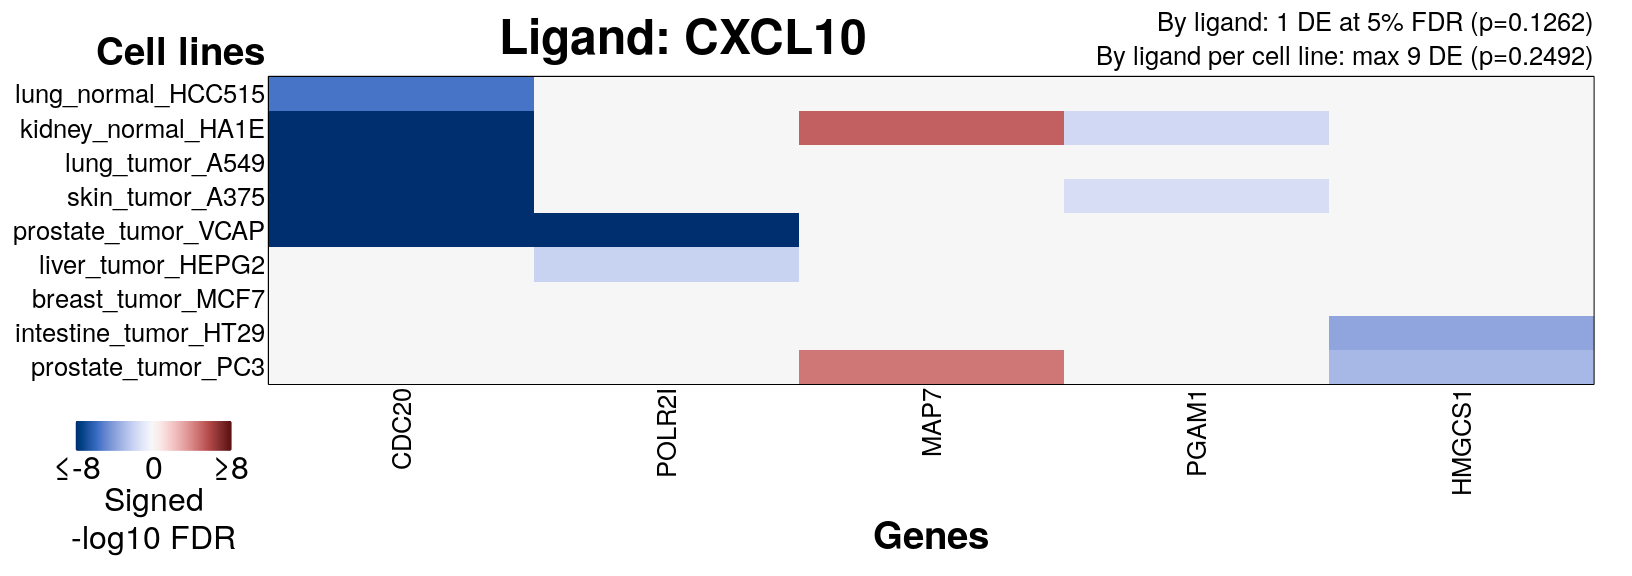 Ligand: CXCL10
By ligand: 1 DE at 5% FDR (p=0.1262)
By ligand per cell line: max 9 DE (p=0.2492)
Cell lines
lung_normal_HCC515
kidney_normal_HA1E
lung_tumor_A549
skin_tumor_A375
prostate_tumor_VCAP
liver_tumor_HEPG2
breast_tumor_MCF7
intestine_tumor_HT29
prostate_tumor_PC3
CDC20
POLR2I
MAP7
PGAM1
HMGCS1
≤-8 0 ≥8
Signed
-log10 FDR
Genes